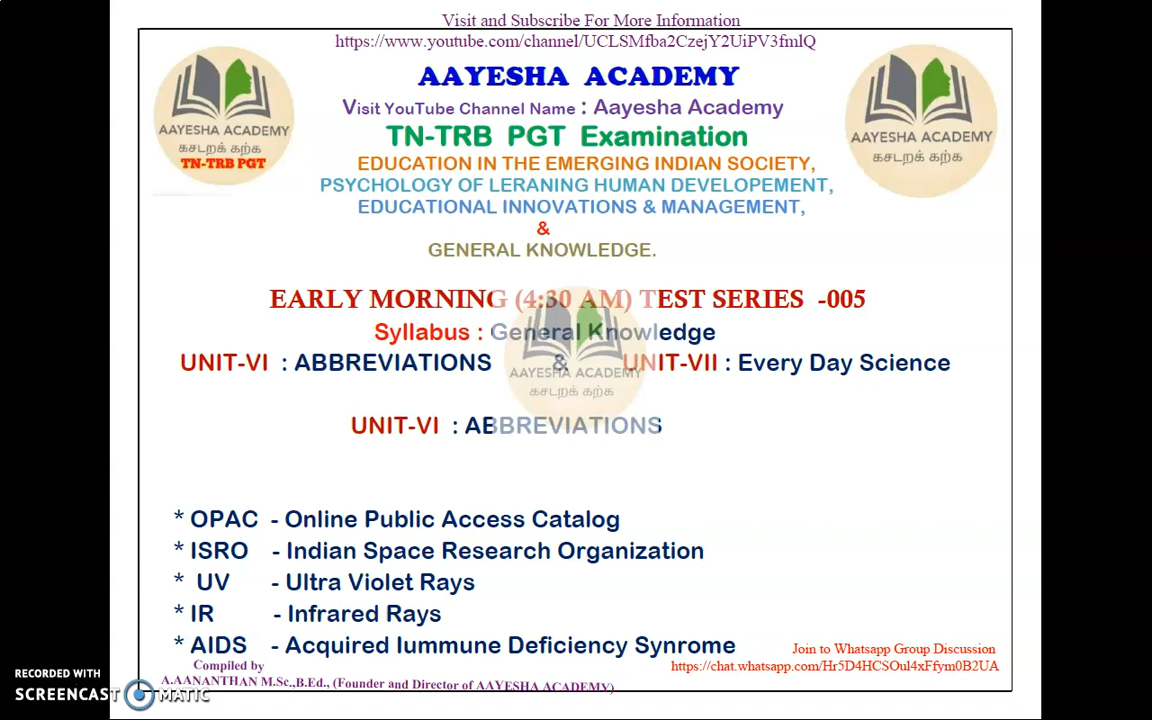 Visit and Subscribe For More Information
https://www.youtube.com/channel/UCLSMfba2CzejY2UiPV3fmlQ
AAYESHA ACADEMY
Visit YouTube Channel Name : Aayesha Academy
TN-TRB PGT Examination
EDUCATION IN THE EMERGING INDIAN SOCIETY,
PSYCHOLOGY OF LERANING HUMAN DEVELOPEMENT,
EDUCATIONAL INNOVATIONS & MANAGEMENT,
&
GENERAL KNOWLEDGE.
AAYESHA ACADEMY
கசடறக் கற்க
TN-TRB PGT
AAYESHA ACADEMY
கசடறக் கற்க
EARLY MORNING (4:30 AM) TEST SERIES -005
Syllabus : General Knowledge
UNIT-VI : ABBREVIATIONS & UNIT-VII : Every Day Science
AAYESHA ACADEMY
கசடறக் கற்க
UNIT-VI : ABBREVIATIONS
* OPAC - Online Public Access Catalog
* ISRO - Indian Space Research Organization
* UV - Ultra Violet Rays
* IR - Infrared Rays
* AIDS - Acquired Iummune Deficiency Synrome
Join to Whatsapp Group Discussion
https://chat.whatsapp.com/Hr5D4HCSOul4xFfym0B2UA
Compiled by
A.AANANTHAN M.Sc.,B.Ed., (Founder and Director of AAYESHA ACADEMY)
RECORDED WITH
SCREENCAST MATIC